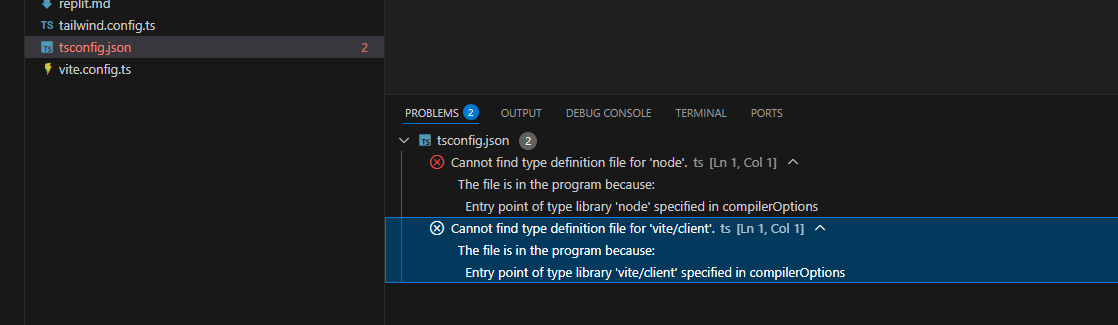 replit.md
TS tailwind.config.ts
TS tsconfig.json 2
vite.config.ts
PROBLEMS 2 OUTPUT DEBUG CONSOLE TERMINAL PORTS
TS tsconfig.json 2
Cannot find type definition file for 'node'. ts [Ln 1, Col 1]
The file is in the program because:
Entry point of type library 'node' specified in compilerOptions
Cannot find type definition file for 'vite/client'. ts [Ln 1, Col 1]
The file is in the program because:
Entry point of type library 'vite/client' specified in compilerOptions